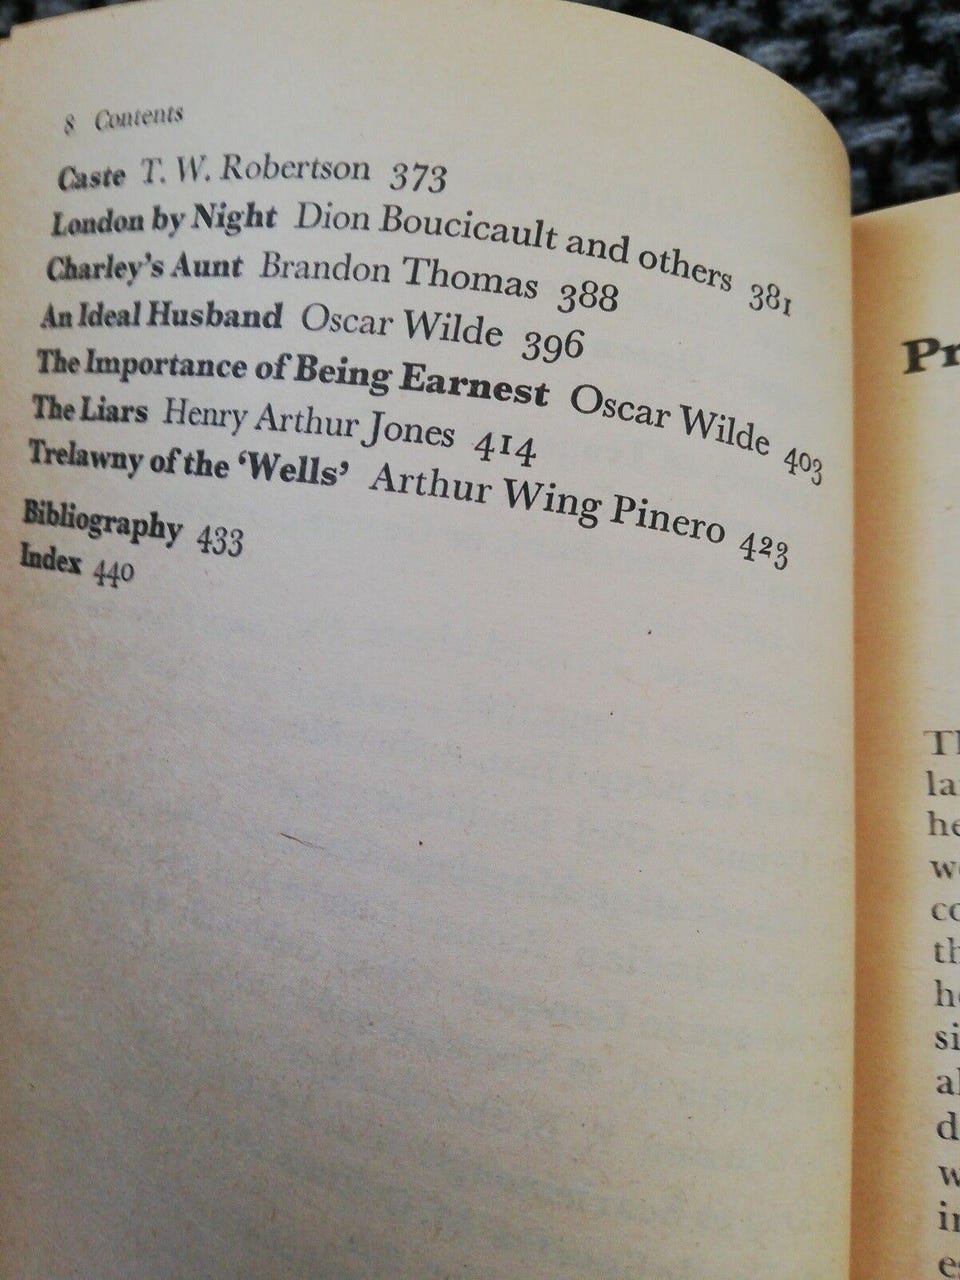 8 Contents
Caste T. W. Robertson 373
London by Night Dion Boucicault and others 381
Charley's Aunt Brandon Thomas 388
An Ideal Husband Oscar Wilde 396
The Importance of Being Earnest Oscar Wilde 403
The Liars Henry Arthur Jones 414
Trelawny of the ‘Wells’ Arthur Wing Pinero 423
Bibliography 433
Index 440